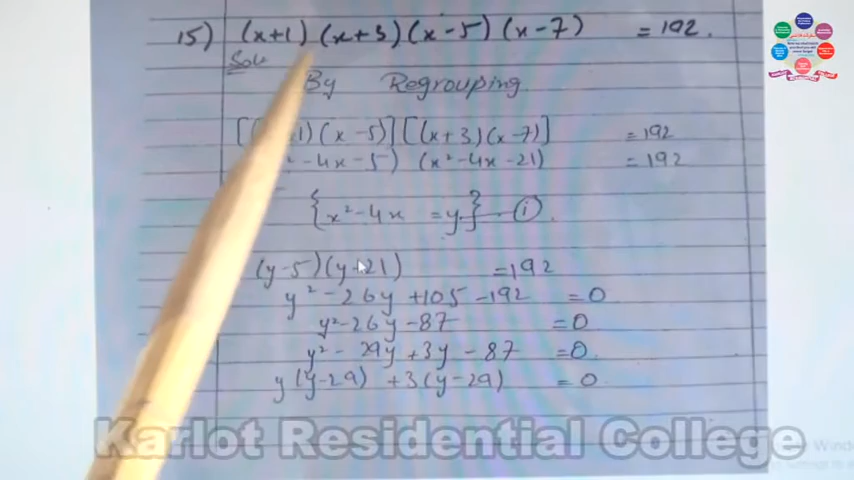 15) (x+1) (x+3) (x-5) (x-7) = 192.
Sol
By Regrouping
1) (x-5)] [(x+3) (x-7)] = 192
-4x-5) (x²-4x-21) = 192
{x²-4x = y} (i).
(y-5) (y-21) = 192
y²-26y +105 -192 = 0
y²-26y-87 = 0
y² - 29y +3y - 87 = 0
y (y-29) +3 (y-29) = 0
Karlot Residential College